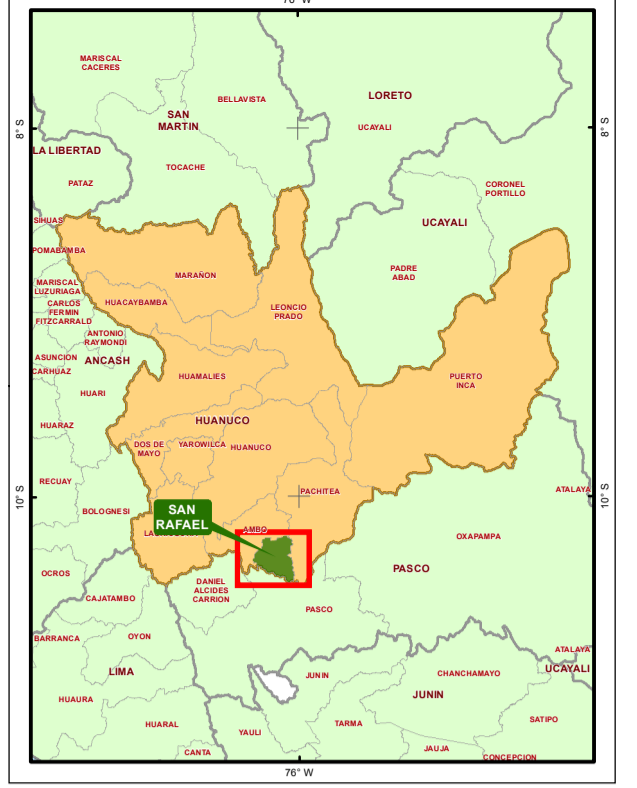 76° W
MARISCAL
CACERES
BELLAVISTA
LORETO
SAN
MARTIN
UCAYALI
8° S
8° S
LA LIBERTAD
TOCACHE
PATAZ
CORONEL
PORTILLO
SIHUAS
UCAYALI
POMABAMBA
PADRE
ABAD
MARAÑON
MARISCAL
LUZURIAGA
HUACAYBAMBA
CARLOS
FERMIN
FITZCARRALD
LEONCIO
PRADO
ANTONIO
RAYMONDI
ASUNCION
ANCASH
CARHUAZ
HUAMALIES
PUERTO
INCA
HUARI
HUANUCO
HUARAZ
DOS DE
MAYO
YAROWILCA
HUANUCO
RECUAY
PACHITEA
ATALAYA
10° S
10° S
BOLOGNESI
SAN
RAFAEL
AMBO
OXAPAMPA
OCROS
DANIEL
ALCIDES
CARRION
PASCO
CAJATAMBO
PASCO
BARRANCA
OYON
ATALAYA
LIMA
UCAYALI
JUNIN
CHANCHAMAYO
JUNIN
HUAURA
HUARAL
TARMA
SATIPO
YAULI
CANTA
JAUJA
CONCEPCION
76° W